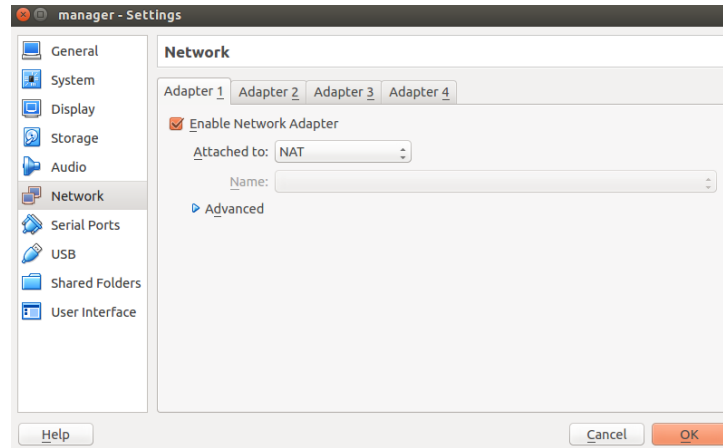 manager - Settings
General
System
Display
Storage
Audio
Network
Serial Ports
USB
Shared Folders
User Interface
Network
Adapter 1 Adapter 2 Adapter 3 Adapter 4
Enable Network Adapter
Attached to: NAT
Name:
Advanced
Help Cancel OK